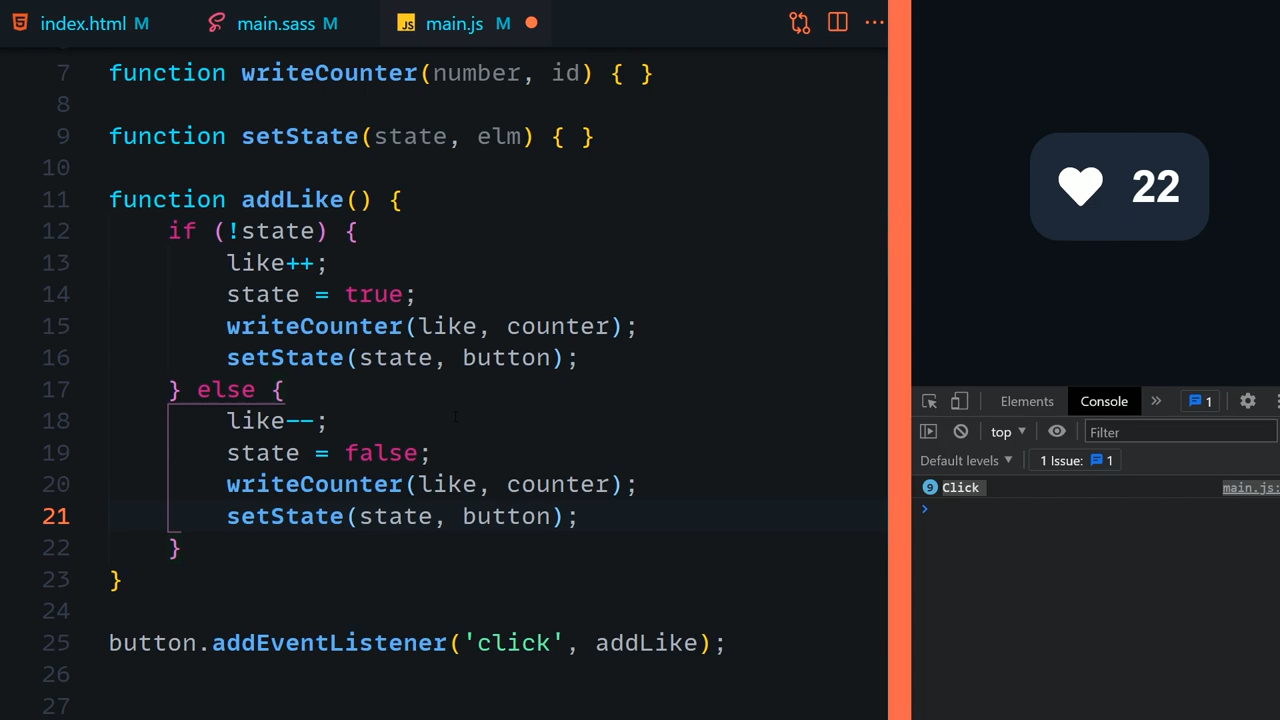 index.html M main.sass M JS main.js M
7 function writeCounter(number, id) { }
8
9 function setState(state, elm) { }
10
11 function addLike() {
12 if (!state) {
13 like++;
14 state = true;
15 writeCounter(like, counter);
16 setState(state, button);
17 } else {
18 like--;
19 state = false;
20 writeCounter(like, counter);
21 setState(state, button);
22 }
23 }
24
25 button.addEventListener('click', addLike);
26
27
22
Elements Console » 1
top Filter
Default levels 1 Issue: 1
9 Click main.js: